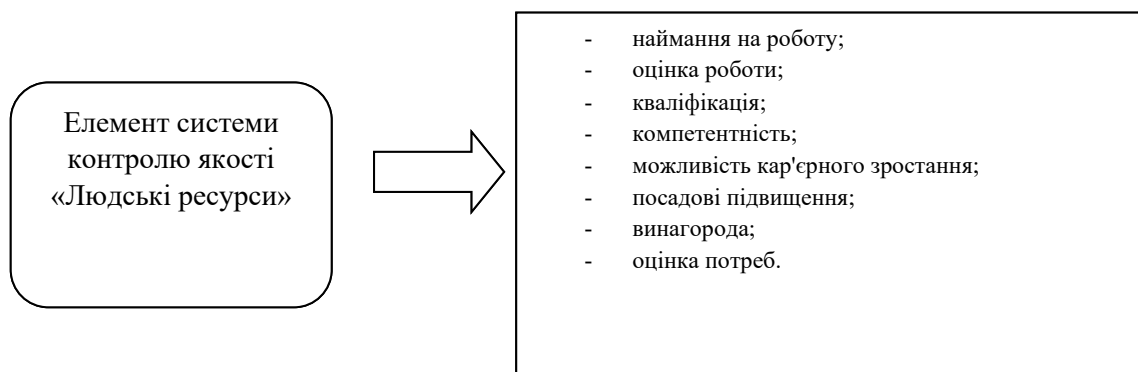 Елемент системи
контролю якості
«Людські ресурси»
- наймання на роботу;
- оцінка роботи;
- кваліфікація;
- компетентність;
- можливість кар'єрного зростання;
- посадові підвищення;
- винагорода;
- оцінка потреб.